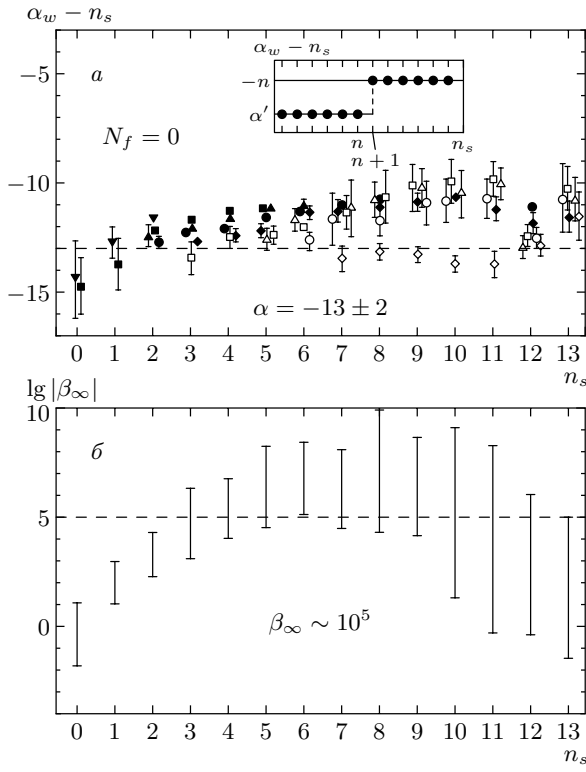 α_w − n_s
−5
а
α_w − n_s
−n
α′
n
n + 1
n_s
N_f = 0
−10
−15
α = −13 ± 2
0 1 2 3 4 5 6 7 8 9 10 11 12 13
n_s
lg |β_∞|
10
б
5
0
β_∞ ∼ 10^5
0 1 2 3 4 5 6 7 8 9 10 11 12 13
n_s